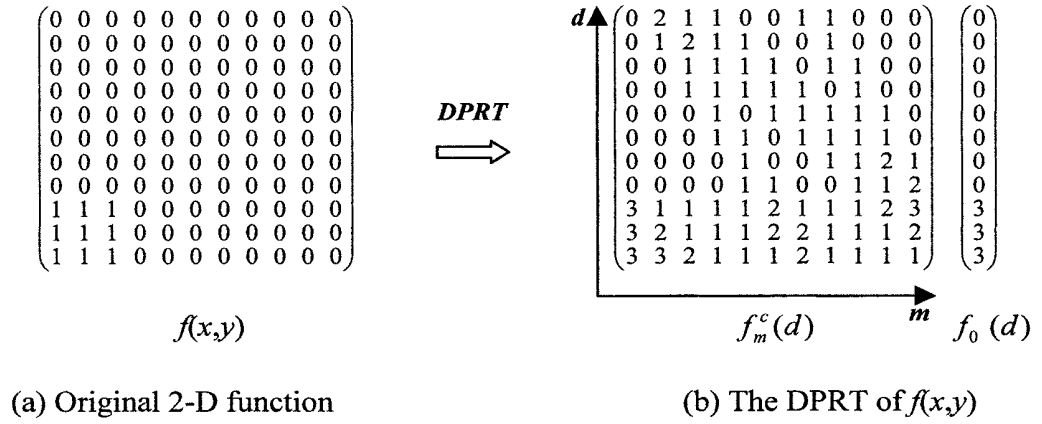 0 0 0 0 0 0 0 0 0 0 0
0 0 0 0 0 0 0 0 0 0 0
0 0 0 0 0 0 0 0 0 0 0
0 0 0 0 0 0 0 0 0 0 0
0 0 0 0 0 0 0 0 0 0 0
0 0 0 0 0 0 0 0 0 0 0
0 0 0 0 0 0 0 0 0 0 0
0 0 0 0 0 0 0 0 0 0 0
1 1 1 0 0 0 0 0 0 0 0
1 1 1 0 0 0 0 0 0 0 0
1 1 1 0 0 0 0 0 0 0 0
f(x,y)
(a) Original 2-D function
DPRT
d
0 2 1 1 0 0 1 1 0 0 0
0 1 2 1 1 0 0 1 0 0 0
0 0 1 1 1 1 0 1 1 0 0
0 0 1 1 1 1 1 0 1 0 0
0 0 0 1 0 1 1 1 1 1 0
0 0 0 1 1 0 1 1 1 1 0
0 0 0 0 1 0 0 1 1 2 1
0 0 0 0 1 1 0 0 1 1 2
3 1 1 1 1 2 1 1 1 2 3
3 2 1 1 1 2 2 1 1 1 2
3 3 2 1 1 1 2 1 1 1 1
m
0
0
0
0
0
0
0
0
3
3
3
f_m^c(d)
f_0 (d)
(b) The DPRT of f(x,y)